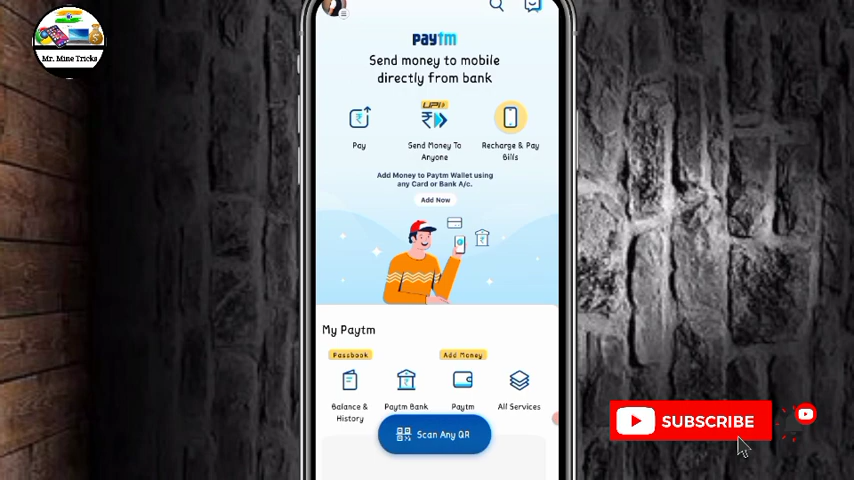 Mr. Mine Tricks
paytm
Send money to mobile
directly from bank
UPI
Pay
Send Money To
Anyone
Recharge & Pay
Bills
Add Money to Paytm Wallet using
any Card or Bank A/c.
Add Now
My Paytm
Passbook
Add Money
Balance &
History
Paytm Bank
Paytm
All Services
Scan Any QR
SUBSCRIBE